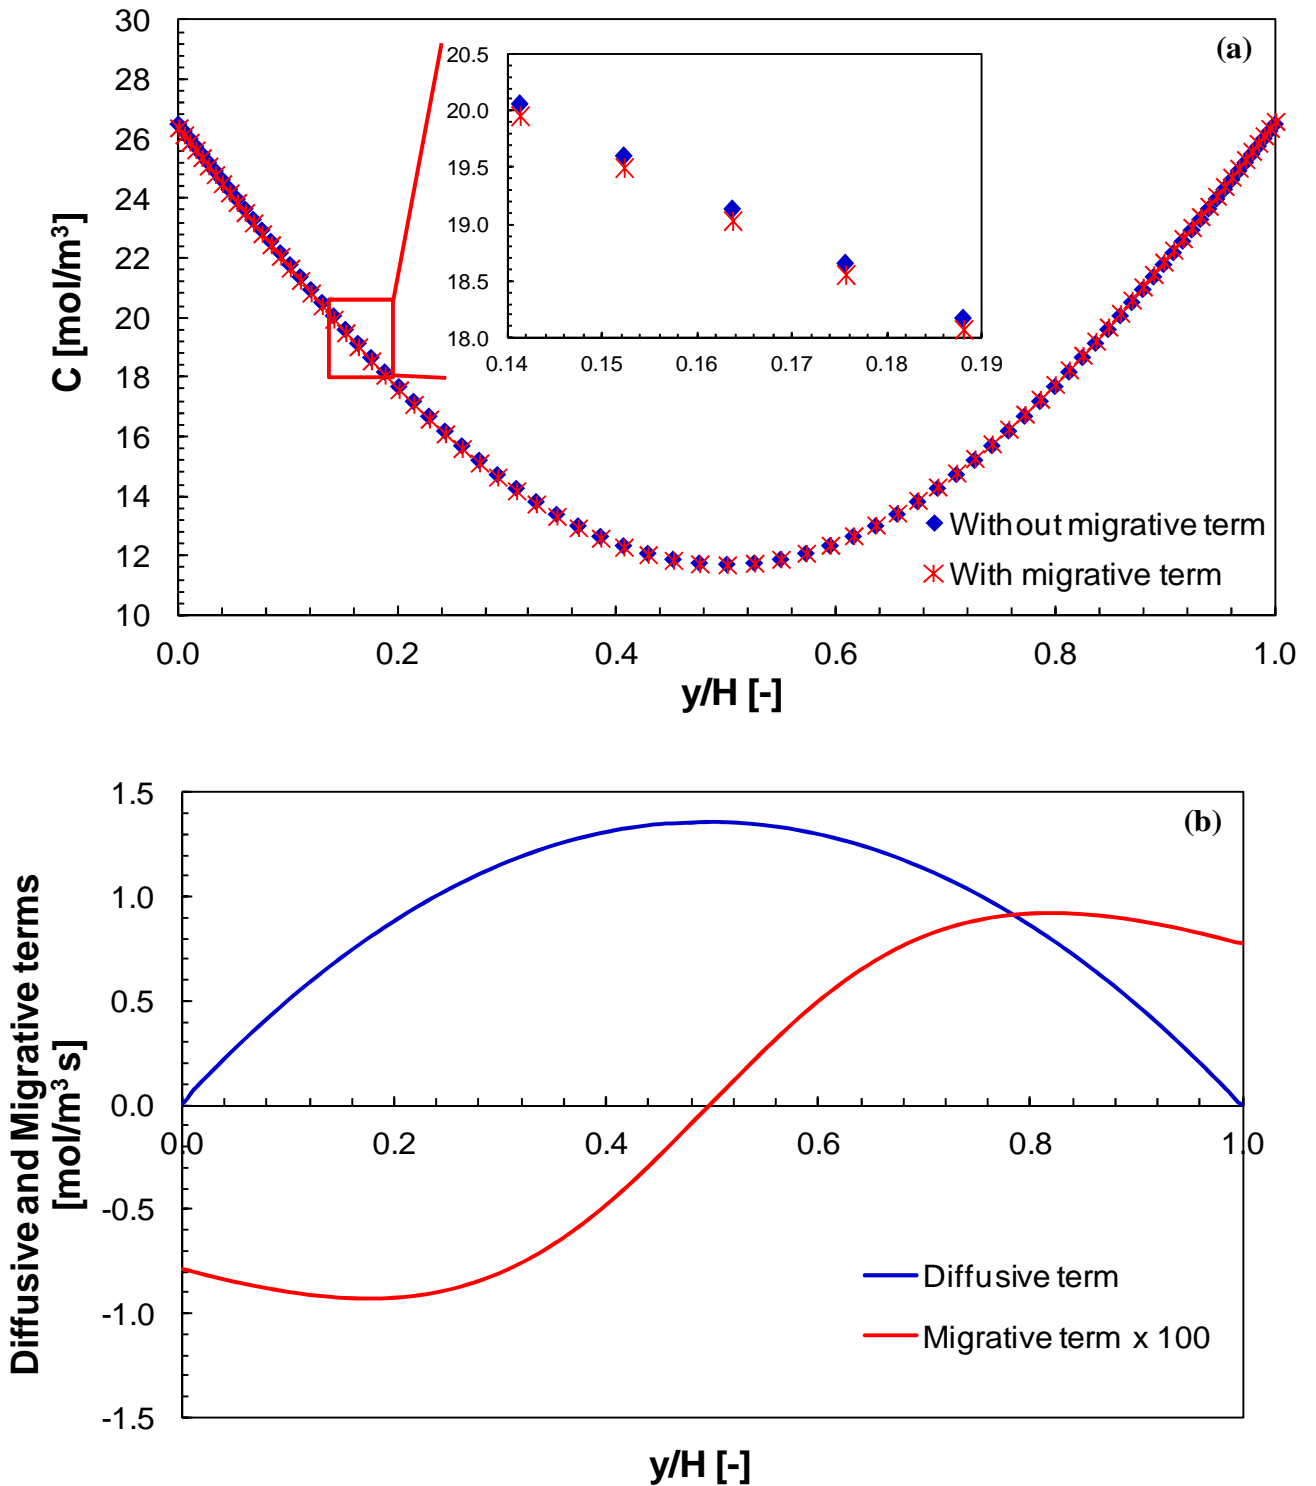 (a)
C [mol/m³]
30
28
26
24
22
20
18
16
14
12
10
20.5
20.0
19.5
19.0
18.5
18.0
0.14 0.15 0.16 0.17 0.18 0.19
Without migrative term
With migrative term
0.0 0.2 0.4 0.6 0.8 1.0
y/H [-]
(b)
Diffusive and Migrative terms
[mol/m³ s]
1.5
1.0
0.5
0.0
-0.5
-1.0
-1.5
0.0 0.2 0.4 0.6 0.8 1.0
Diffusive term
Migrative term x 100
y/H [-]